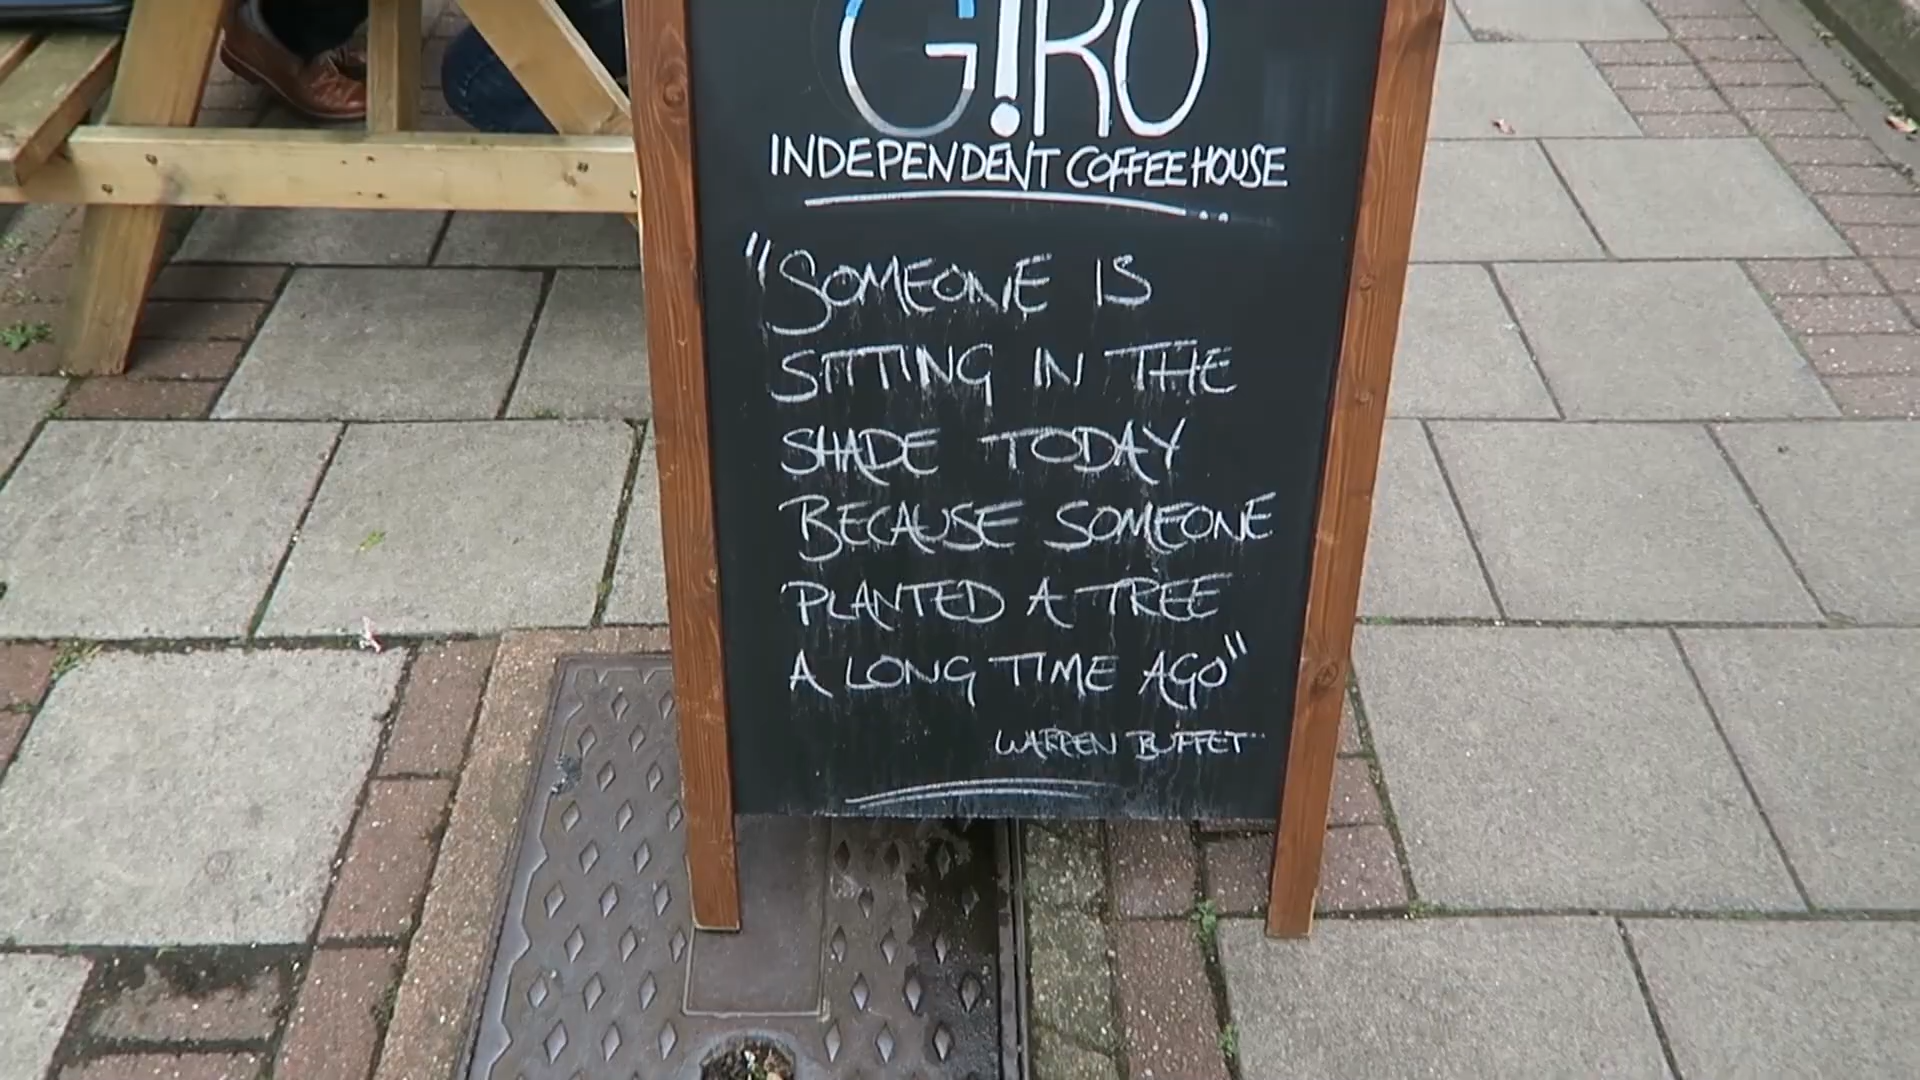 G!RO
INDEPENDENT COFFEE HOUSE
"SOMEONE IS
SITTING IN THE
SHADE TODAY
BECAUSE SOMEONE
PLANTED A TREE
A LONG TIME AGO"
WARREN BUFFET